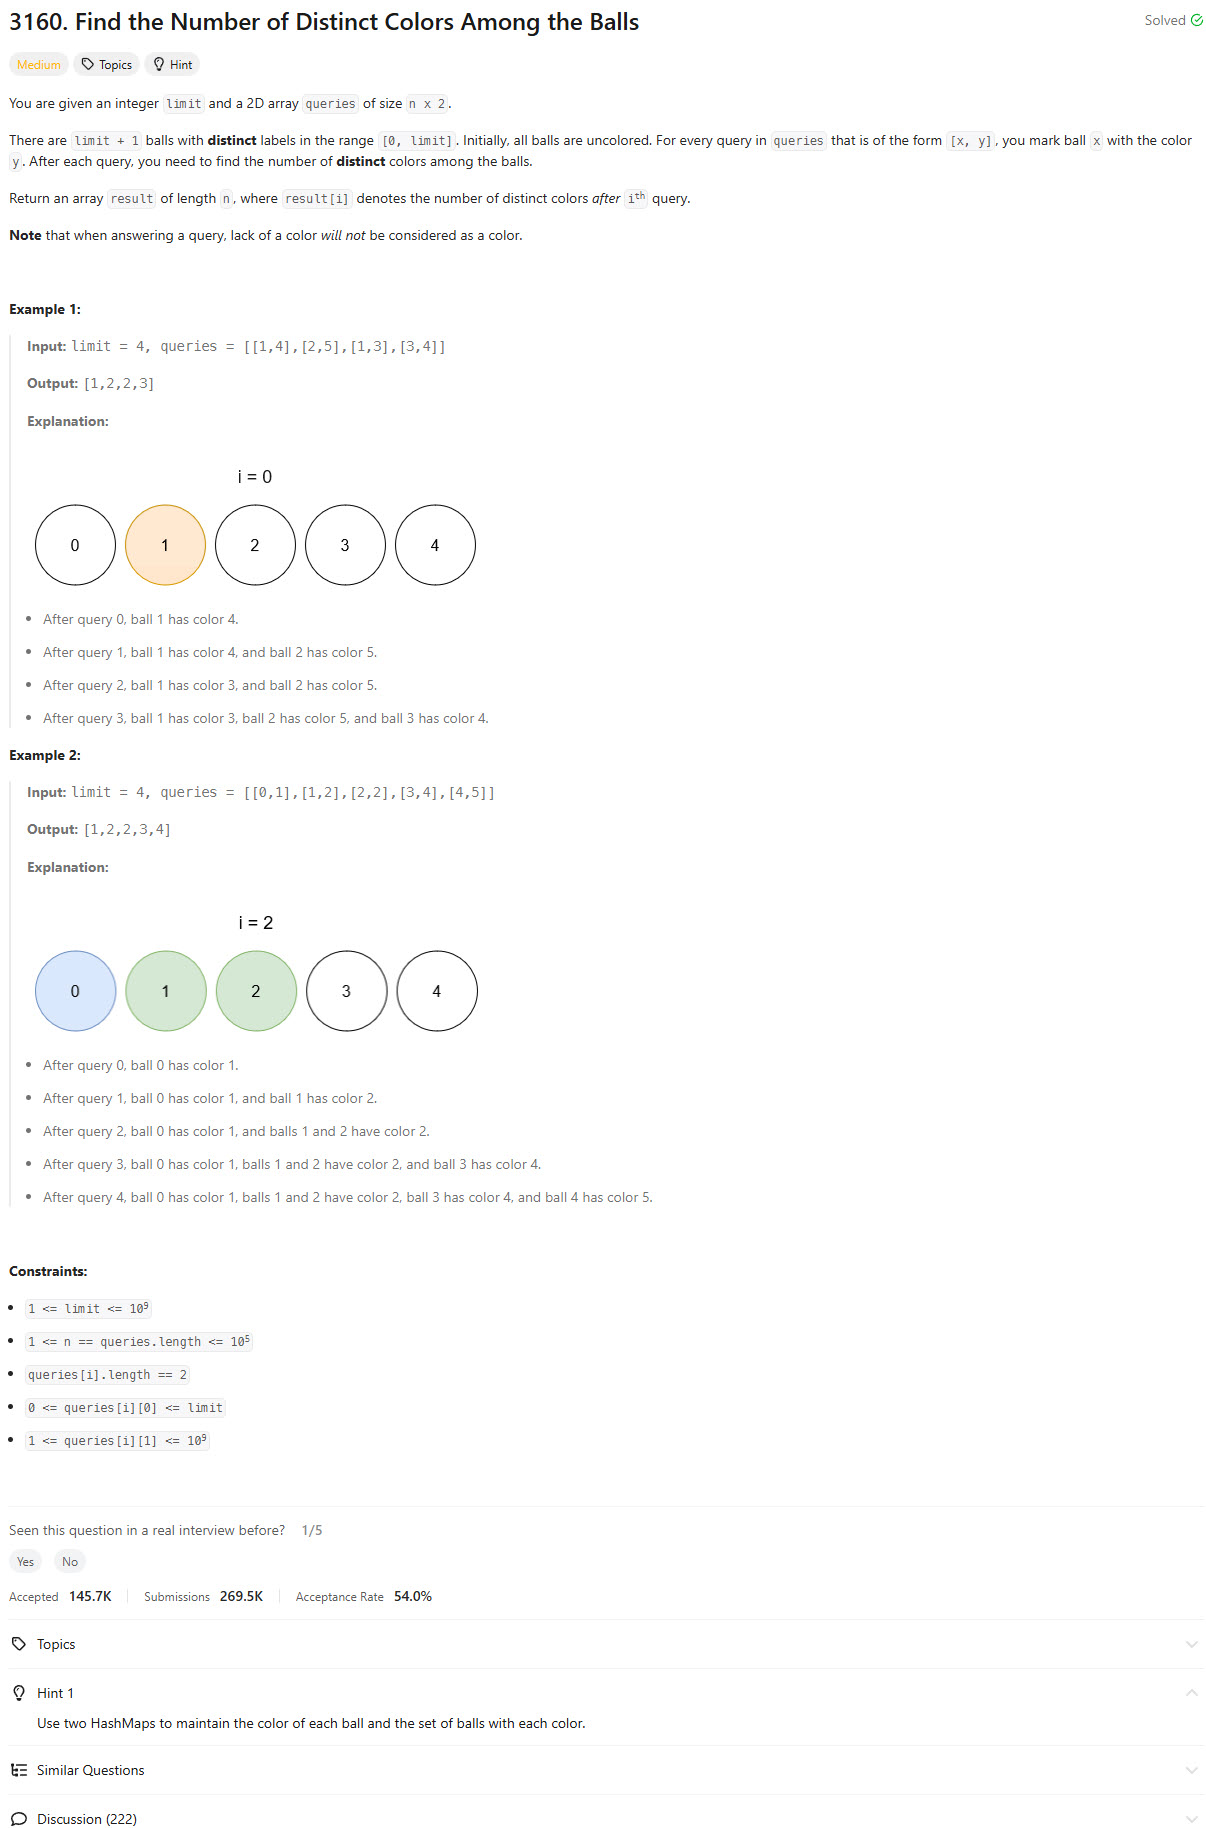 3160. Find the Number of Distinct Colors Among the Balls
Solved
Medium Topics Hint
You are given an integer limit and a 2D array queries of size n x 2.
There are limit + 1 balls with distinct labels in the range [0, limit]. Initially, all balls are uncolored. For every query in queries that is of the form [x, y], you mark ball x with the color
y. After each query, you need to find the number of distinct colors among the balls.
Return an array result of length n, where result[i] denotes the number of distinct colors after iᵗʰ query.
Note that when answering a query, lack of a color will not be considered as a color.
Example 1:
Input: limit = 4, queries = [[1,4],[2,5],[1,3],[3,4]]
Output: [1,2,2,3]
Explanation:
i = 0
0 1 2 3 4
• After query 0, ball 1 has color 4.
• After query 1, ball 1 has color 4, and ball 2 has color 5.
• After query 2, ball 1 has color 3, and ball 2 has color 5.
• After query 3, ball 1 has color 3, ball 2 has color 5, and ball 3 has color 4.
Example 2:
Input: limit = 4, queries = [[0,1],[1,2],[2,2],[3,4],[4,5]]
Output: [1,2,2,3,4]
Explanation:
i = 2
0 1 2 3 4
• After query 0, ball 0 has color 1.
• After query 1, ball 0 has color 1, and ball 1 has color 2.
• After query 2, ball 0 has color 1, and balls 1 and 2 have color 2.
• After query 3, ball 0 has color 1, balls 1 and 2 have color 2, and ball 3 has color 4.
• After query 4, ball 0 has color 1, balls 1 and 2 have color 2, ball 3 has color 4, and ball 4 has color 5.
Constraints:
• 1 <= limit <= 10⁹
• 1 <= n == queries.length <= 10⁵
• queries[i].length == 2
• 0 <= queries[i][0] <= limit
• 1 <= queries[i][1] <= 10⁹
Seen this question in a real interview before? 1/5
Yes No
Accepted 145.7K Submissions 269.5K Acceptance Rate 54.0%
Topics
Hint 1
Use two HashMaps to maintain the color of each ball and the set of balls with each color.
Similar Questions
Discussion (222)